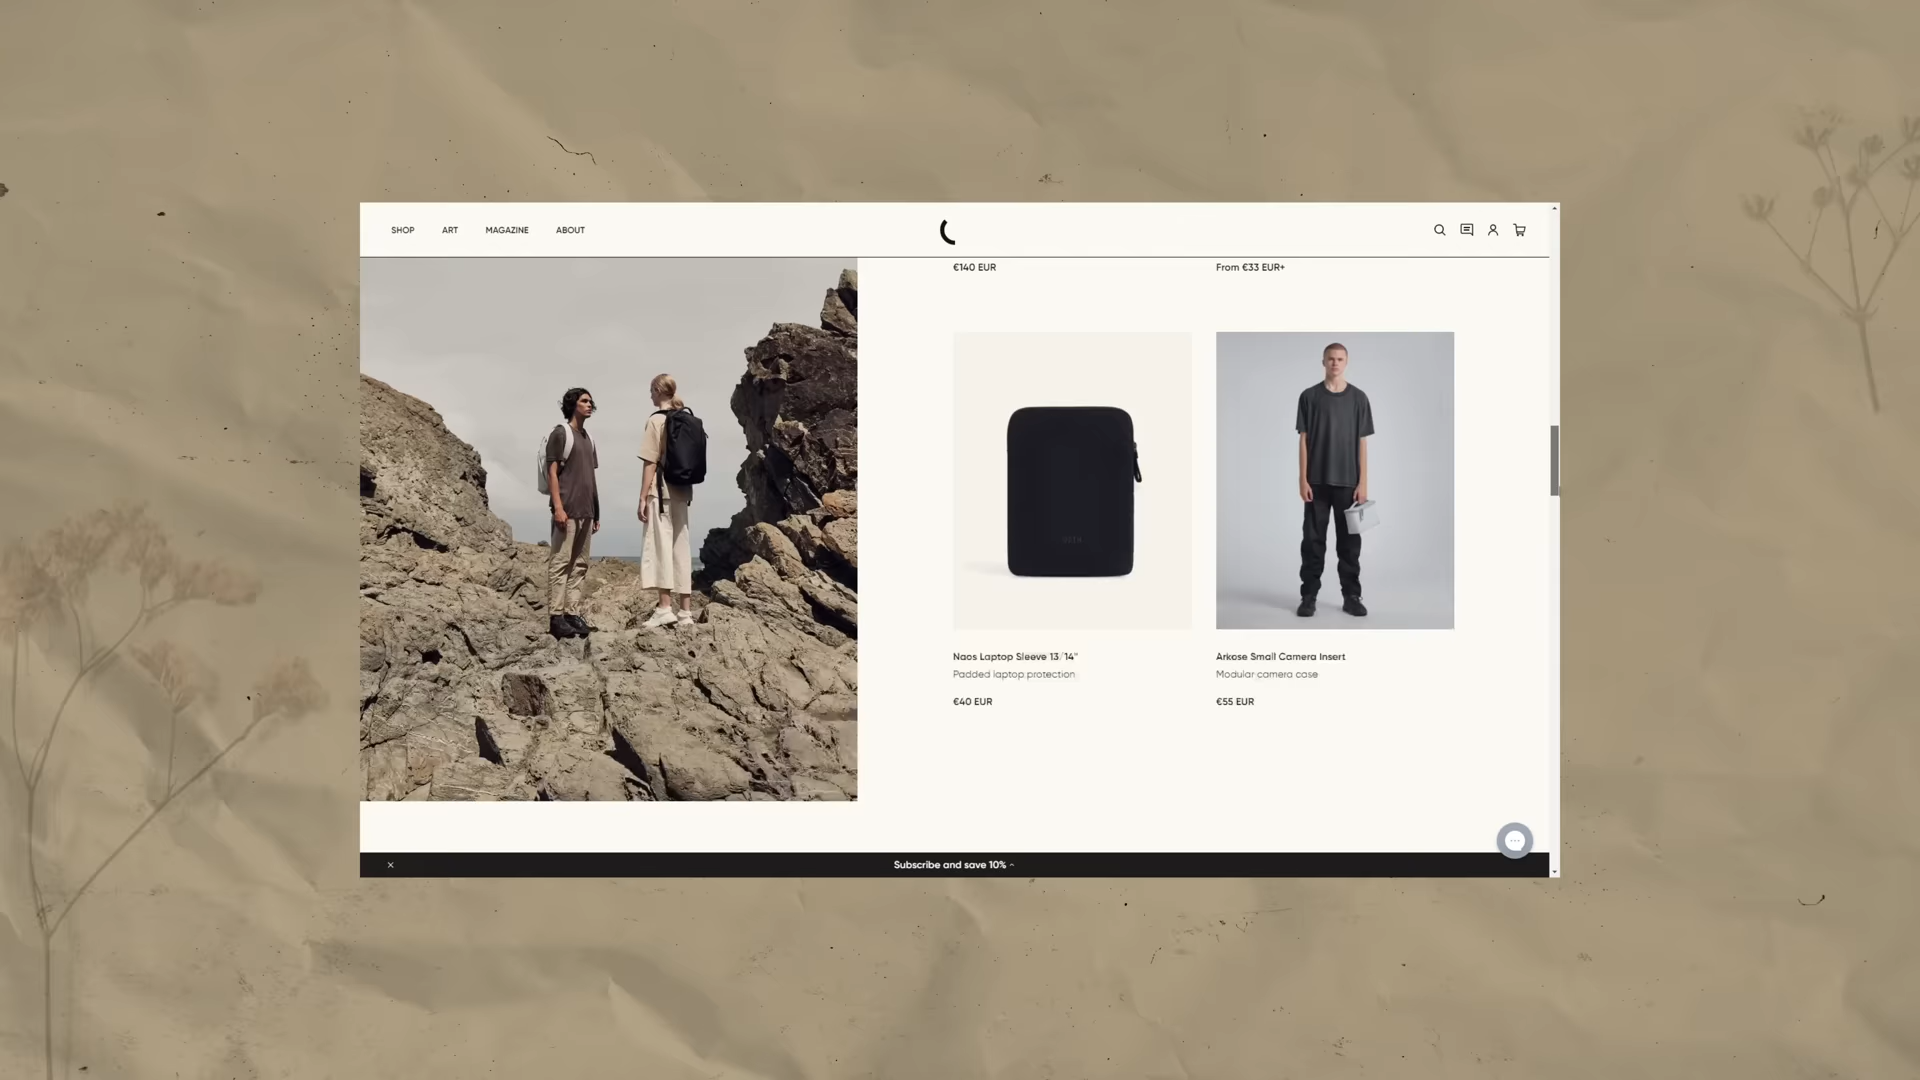 SHOP
ART
MAGAZINE
ABOUT
€140 EUR
From €33 EUR+
Naos Laptop Sleeve 13/14"
Padded laptop protection
€40 EUR
Arkose Small Camera Insert
Modular camera case
€55 EUR
Subscribe and save 10%